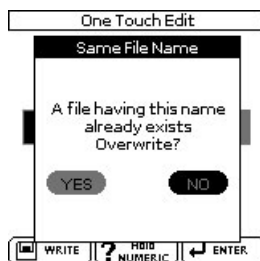 One Touch Edit
Same File Name
A file having this name
already exists
Overwrite?
YES
NO
WRITE
? HOLD
NUMERIC
ENTER